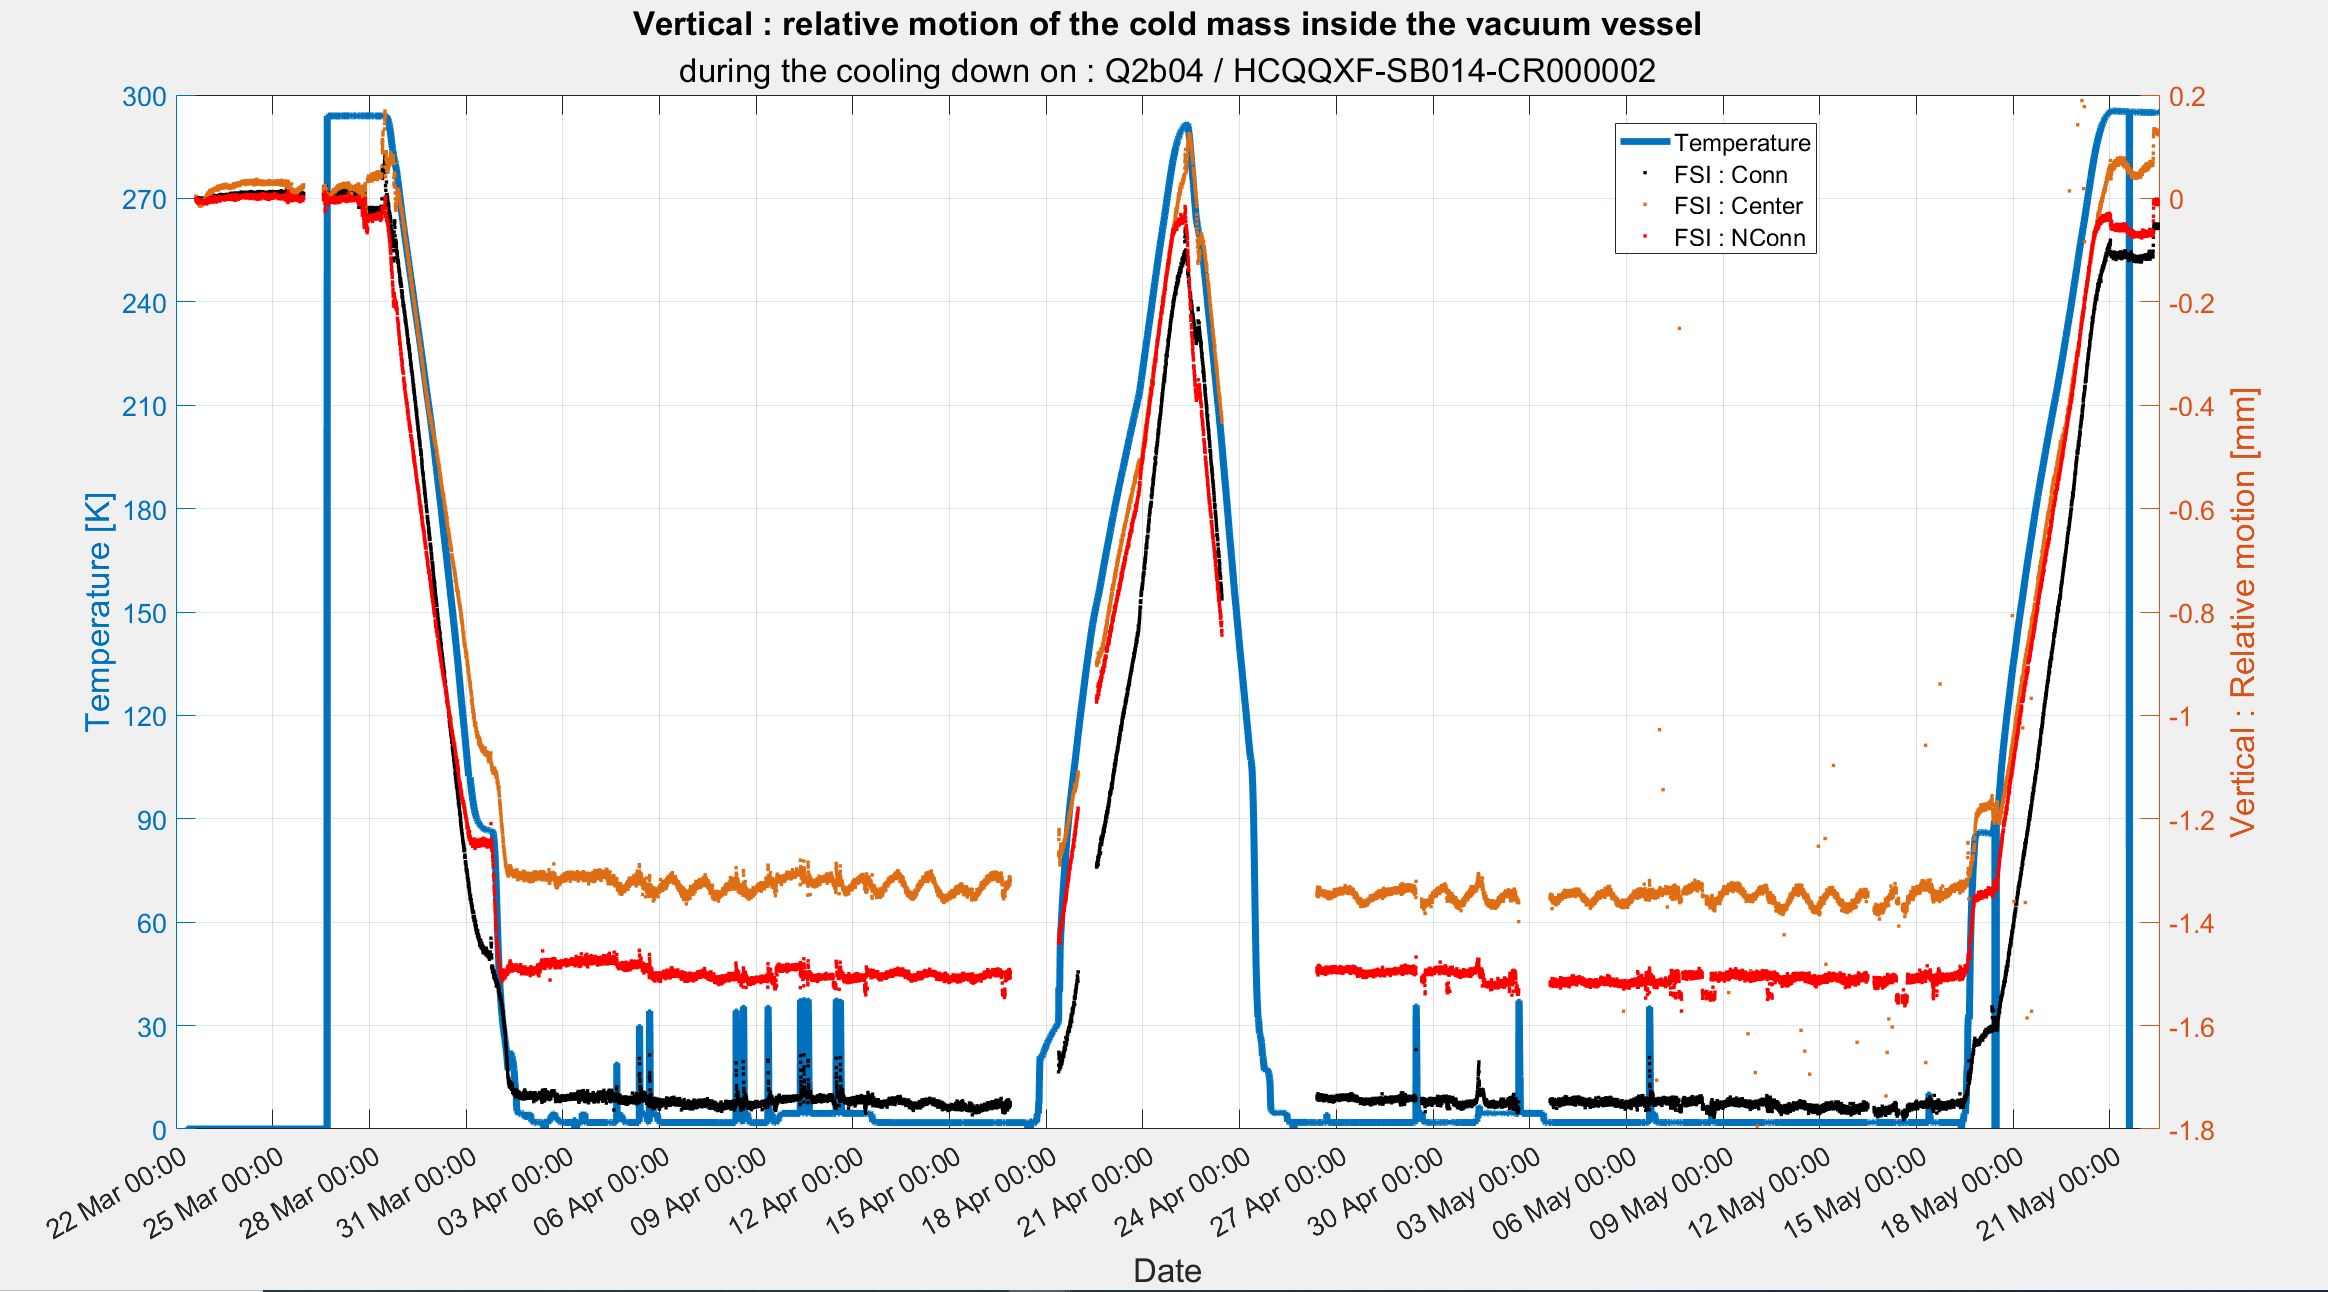 Vertical : relative motion of the cold mass inside the vacuum vessel
during the cooling down on : Q2b04 / HCQQXF-SB014-CR000002
Temperature [K]
300
270
240
210
180
150
120
90
60
30
0
Temperature
FSI : Conn
FSI : Center
FSI : NConn
0.2
0
-0.2
-0.4
-0.6
-0.8
-1
-1.2
-1.4
-1.6
-1.8
Vertical : Relative motion [mm]
22 Mar 00:00
25 Mar 00:00
28 Mar 00:00
31 Mar 00:00
03 Apr 00:00
06 Apr 00:00
09 Apr 00:00
12 Apr 00:00
15 Apr 00:00
18 Apr 00:00
21 Apr 00:00
24 Apr 00:00
27 Apr 00:00
30 Apr 00:00
03 May 00:00
06 May 00:00
09 May 00:00
12 May 00:00
15 May 00:00
18 May 00:00
21 May 00:00
Date